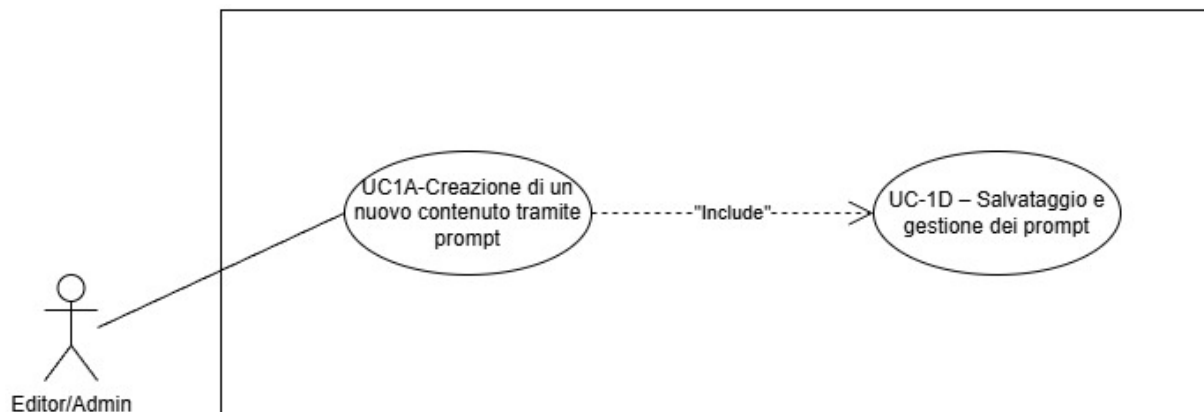 UC1A-Creazione di un
nuovo contenuto tramite
prompt
"Include"
UC-1D – Salvataggio e
gestione dei prompt
Editor/Admin